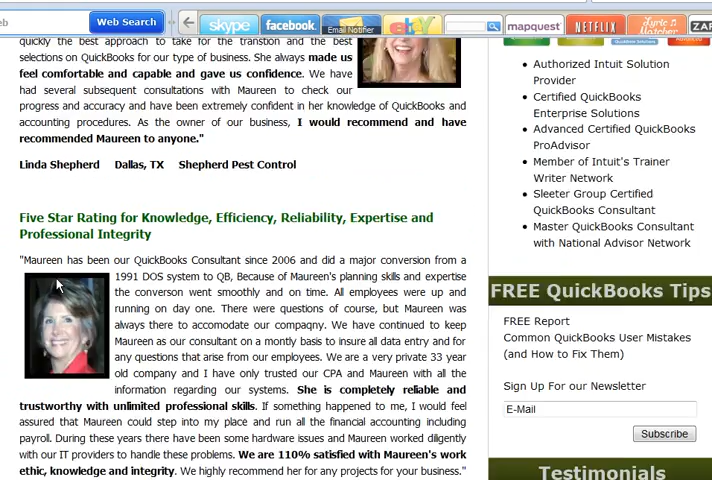 eb Search
Web Search
skype
facebook.
Email Notifier
ebay
mapquest
NETFLIX
Lyric
Matcher
ZAP
quickly the best approach to take for the transtion and the best
selections on QuickBooks for our type of business. She always made us
feel comfortable and capable and gave us confidence. We have
had several subsequent consultations with Maureen to check our
progress and accuracy and have been extremely confident in her knowledge of QuickBooks and
accounting procedures. As the owner of our business, I would recommend and have
recommended Maureen to anyone."
Linda Shepherd Dallas, TX Shepherd Pest Control
Five Star Rating for Knowledge, Efficiency, Reliability, Expertise and
Professional Integrity
"Maureen has been our QuickBooks Consultant since 2006 and did a major conversion from a
1991 DOS system to QB, Because of Maureen's planning skills and expertise
the converson went smoothly and on time. All employees were up and
running on day one. There were questions of course, but Maureen was
always there to accomodate our compaqny. We have continued to keep
Maureen as our consultant on a montly basis to insure all data entry and for
any questions that arise from our employees. We are a very private 33 year
old company and I have only trusted our CPA and Maureen with all the
information regarding our systems. She is completely reliable and
trustworthy with unlimited professional skills. If something happened to me, I would feel
assured that Maureen could step into my place and run all the financial accounting including
payroll. During these years there have been some hardware issues and Maureen worked diligently
with our IT providers to handle these problems. We are 110% satisfied with Maureen's work
ethic, knowledge and integrity. We highly recommend her for any projects for your business."
Authorized Intuit Solution
Provider
Certified QuickBooks
Enterprise Solutions
Advanced Certified QuickBooks
ProAdvisor
Member of Intuit's Trainer
Writer Network
Sleeter Group Certified
QuickBooks Consultant
Master QuickBooks Consultant
with National Advisor Network
FREE QuickBooks Tips
FREE Report
Common QuickBooks User Mistakes
(and How to Fix Them)
Sign Up For our Newsletter
E-Mail
Subscribe
Testimonials